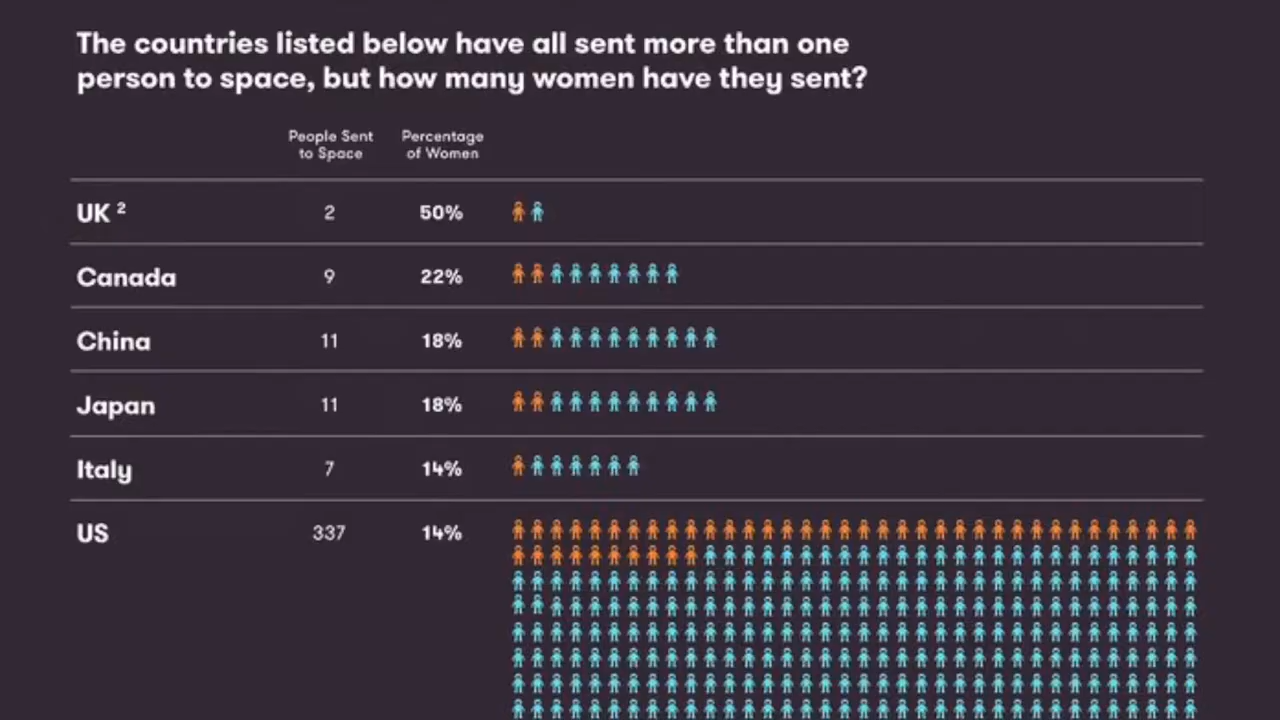 The countries listed below have all sent more than one
person to space, but how many women have they sent?
People Sent
to Space
Percentage
of Women
UK 2 2 50%
Canada 9 22%
China 11 18%
Japan 11 18%
Italy 7 14%
US 337 14%